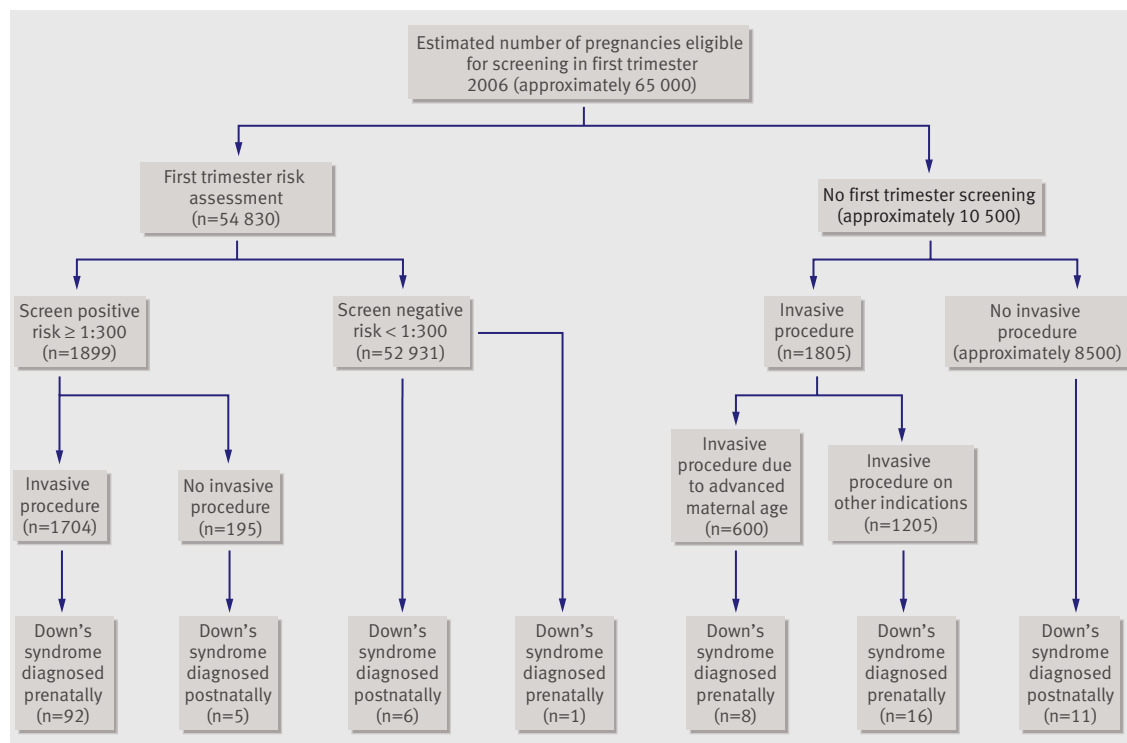 Estimated number of pregnancies eligible
for screening in first trimester
2006 (approximately 65 000)
First trimester risk
assessment
(n=54 830)
No first trimester screening
(approximately 10 500)
Screen positive
risk ≥ 1:300
(n=1899)
Screen negative
risk < 1:300
(n=52 931)
Invasive
procedure
(n=1805)
No invasive
procedure
(approximately 8500)
Invasive
procedure
(n=1704)
No invasive
procedure
(n=195)
Invasive
procedure due
to advanced
maternal age
(n=600)
Invasive
procedure on
other indications
(n=1205)
Down's
syndrome
diagnosed
prenatally
(n=92)
Down's
syndrome
diagnosed
postnatally
(n=5)
Down's
syndrome
diagnosed
postnatally
(n=6)
Down's
syndrome
diagnosed
prenatally
(n=1)
Down's
syndrome
diagnosed
prenatally
(n=8)
Down's
syndrome
diagnosed
prenatally
(n=16)
Down's
syndrome
diagnosed
postnatally
(n=11)